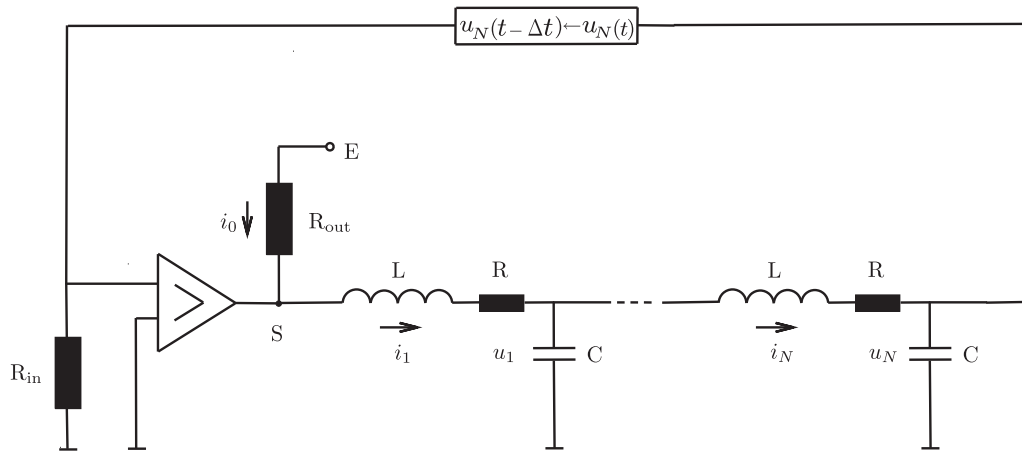 u_N(t − Δt)←u_N(t)
E
i_0
R_out
L
R
L
R
S
i_1
u_1
C
i_N
u_N
C
R_in